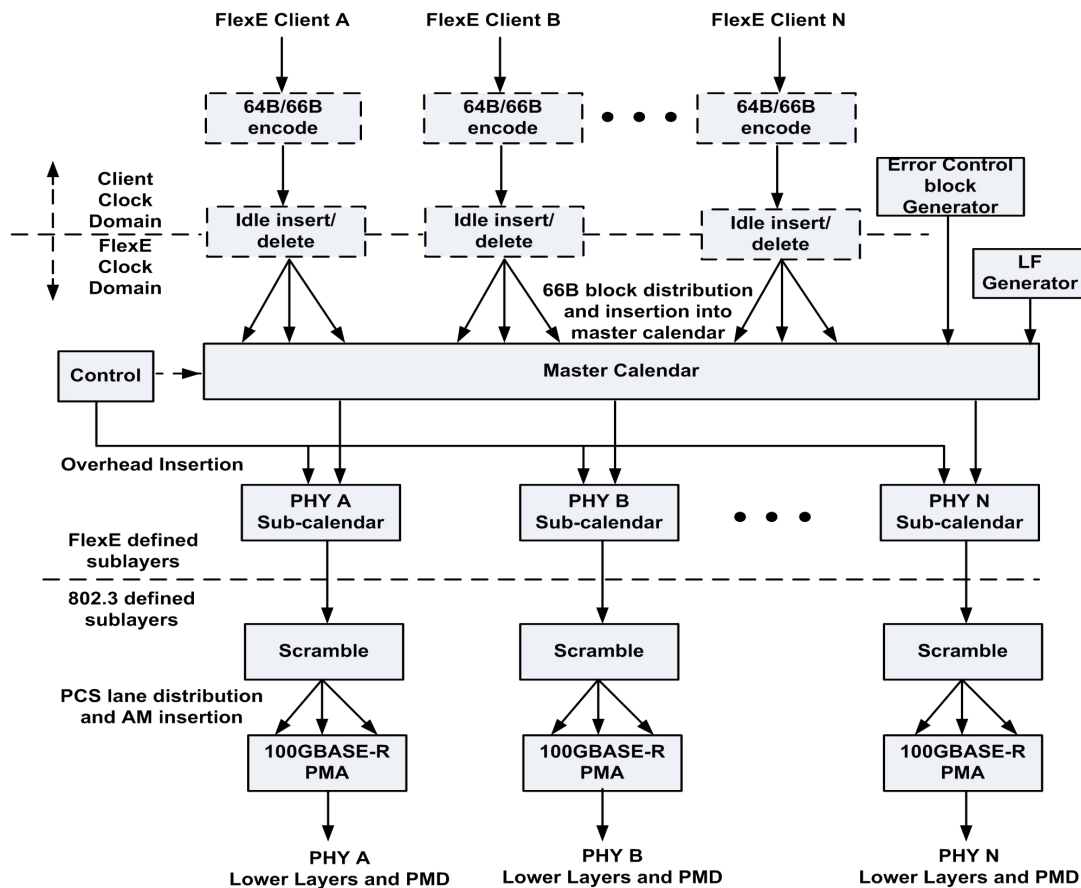 FlexE Client A
FlexE Client B
FlexE Client N
64B/66B
encode
64B/66B
encode
64B/66B
encode
Client
Clock
Domain
Error Control
block
Generator
Idle insert/
delete
Idle insert/
delete
Idle insert/
delete
FlexE
Clock
Domain
LF
Generator
66B block distribution
and insertion into
master calendar
Control
Master Calendar
Overhead Insertion
PHY A
Sub-calendar
PHY B
Sub-calendar
PHY N
Sub-calendar
FlexE defined
sublayers
802.3 defined
sublayers
Scramble
Scramble
Scramble
PCS lane distribution
and AM insertion
100GBASE-R
PMA
100GBASE-R
PMA
100GBASE-R
PMA
PHY A
Lower Layers and PMD
PHY B
Lower Layers and PMD
PHY N
Lower Layers and PMD